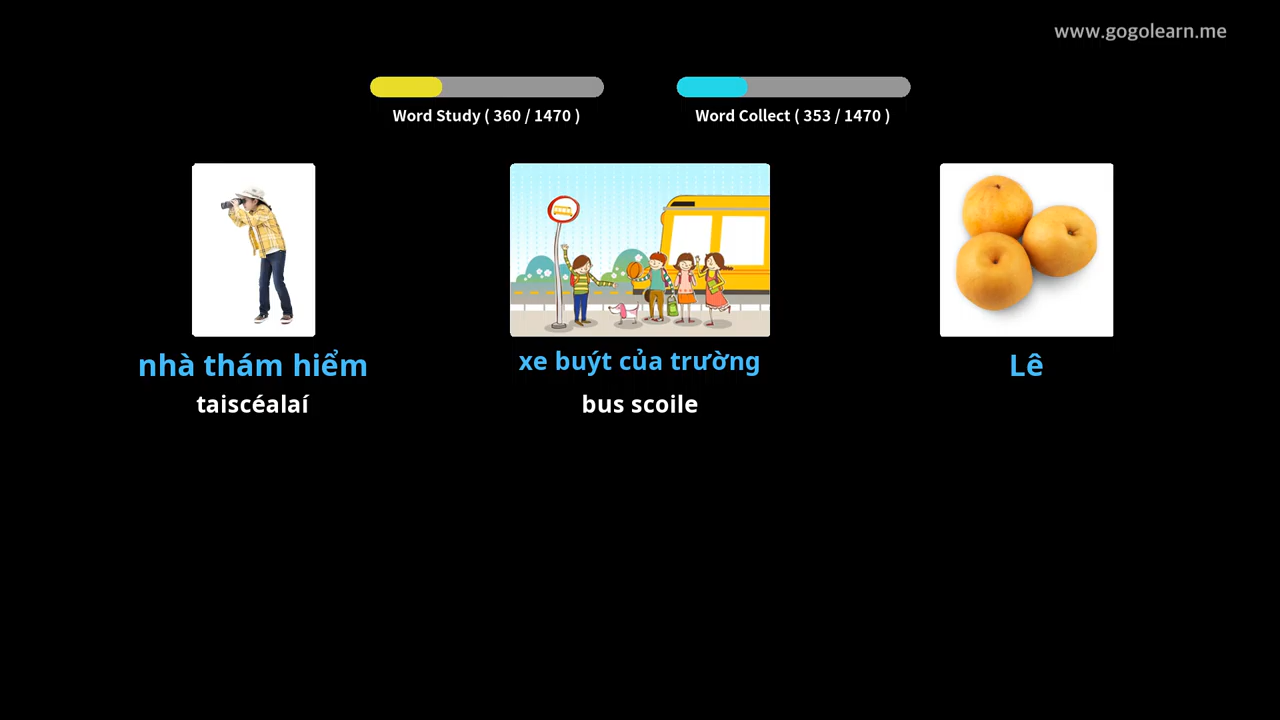 www.gogolearn.me
Word Study ( 360 / 1470 )
Word Collect ( 353 / 1470 )
nhà thám hiểm
xe buýt của trường
Lê
taiscéalaí
bus scoile